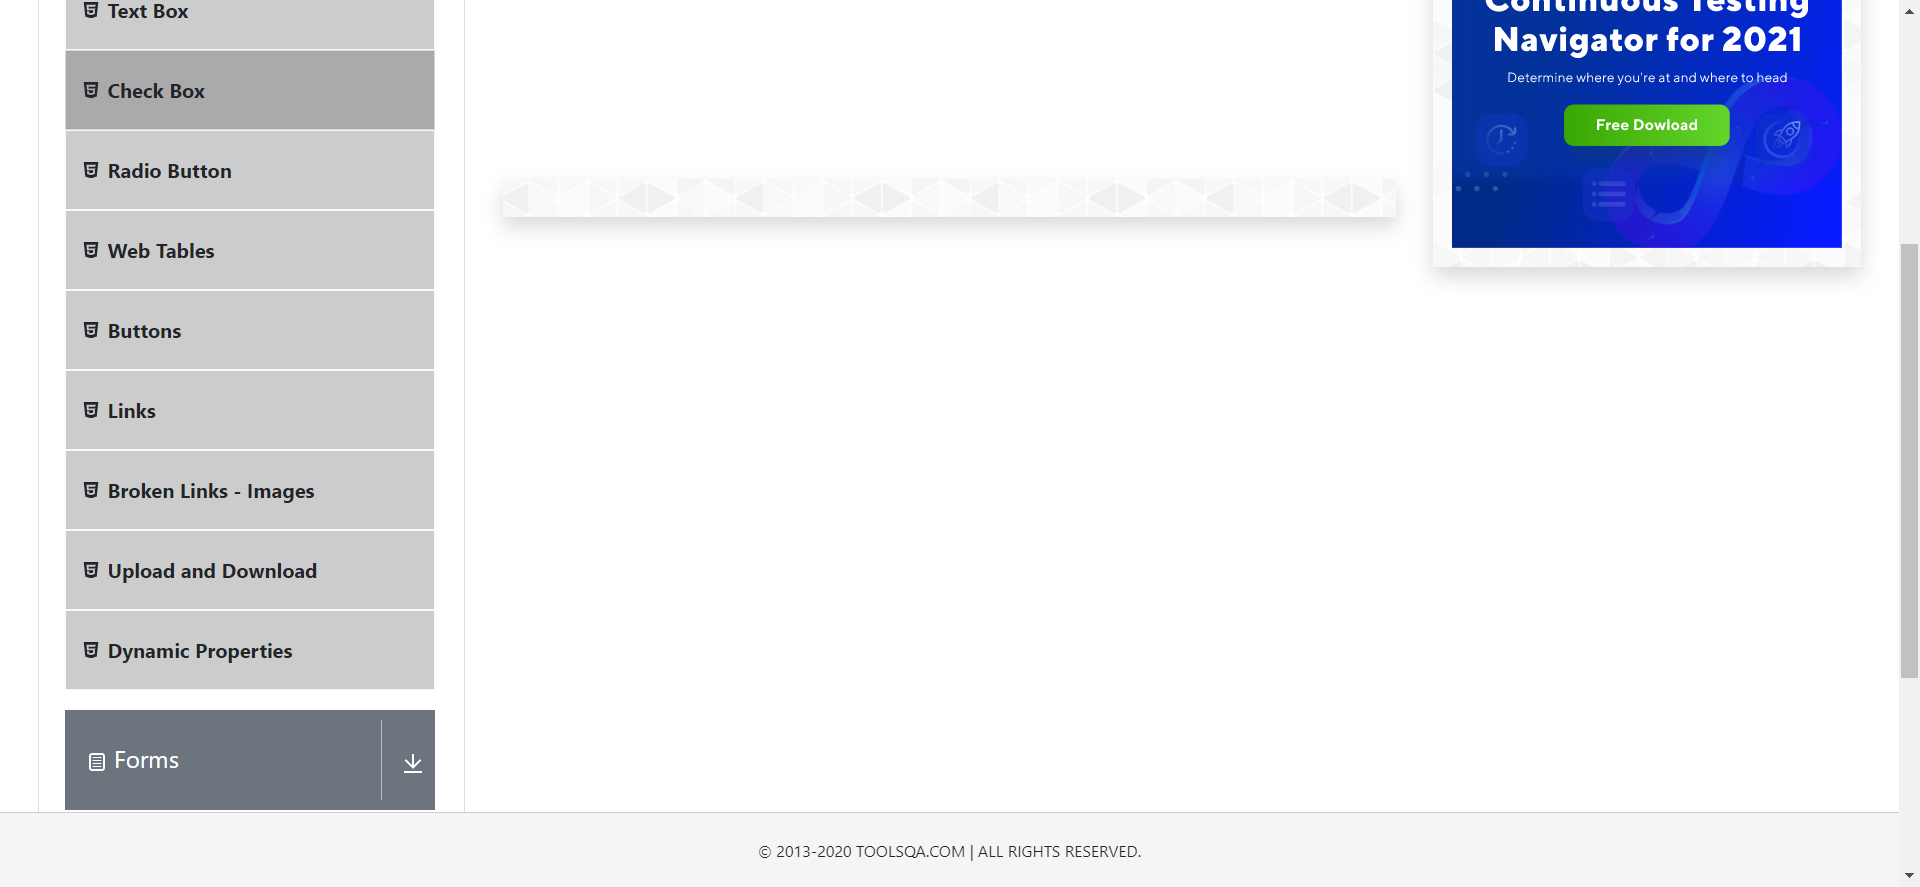 Text Box
Check Box
Radio Button
Web Tables
Buttons
Links
Broken Links - Images
Upload and Download
Dynamic Properties
Forms
Continuous Testing
Navigator for 2021
Determine where you're at and where to head
Free Dowload
© 2013-2020 TOOLSQA.COM | ALL RIGHTS RESERVED.